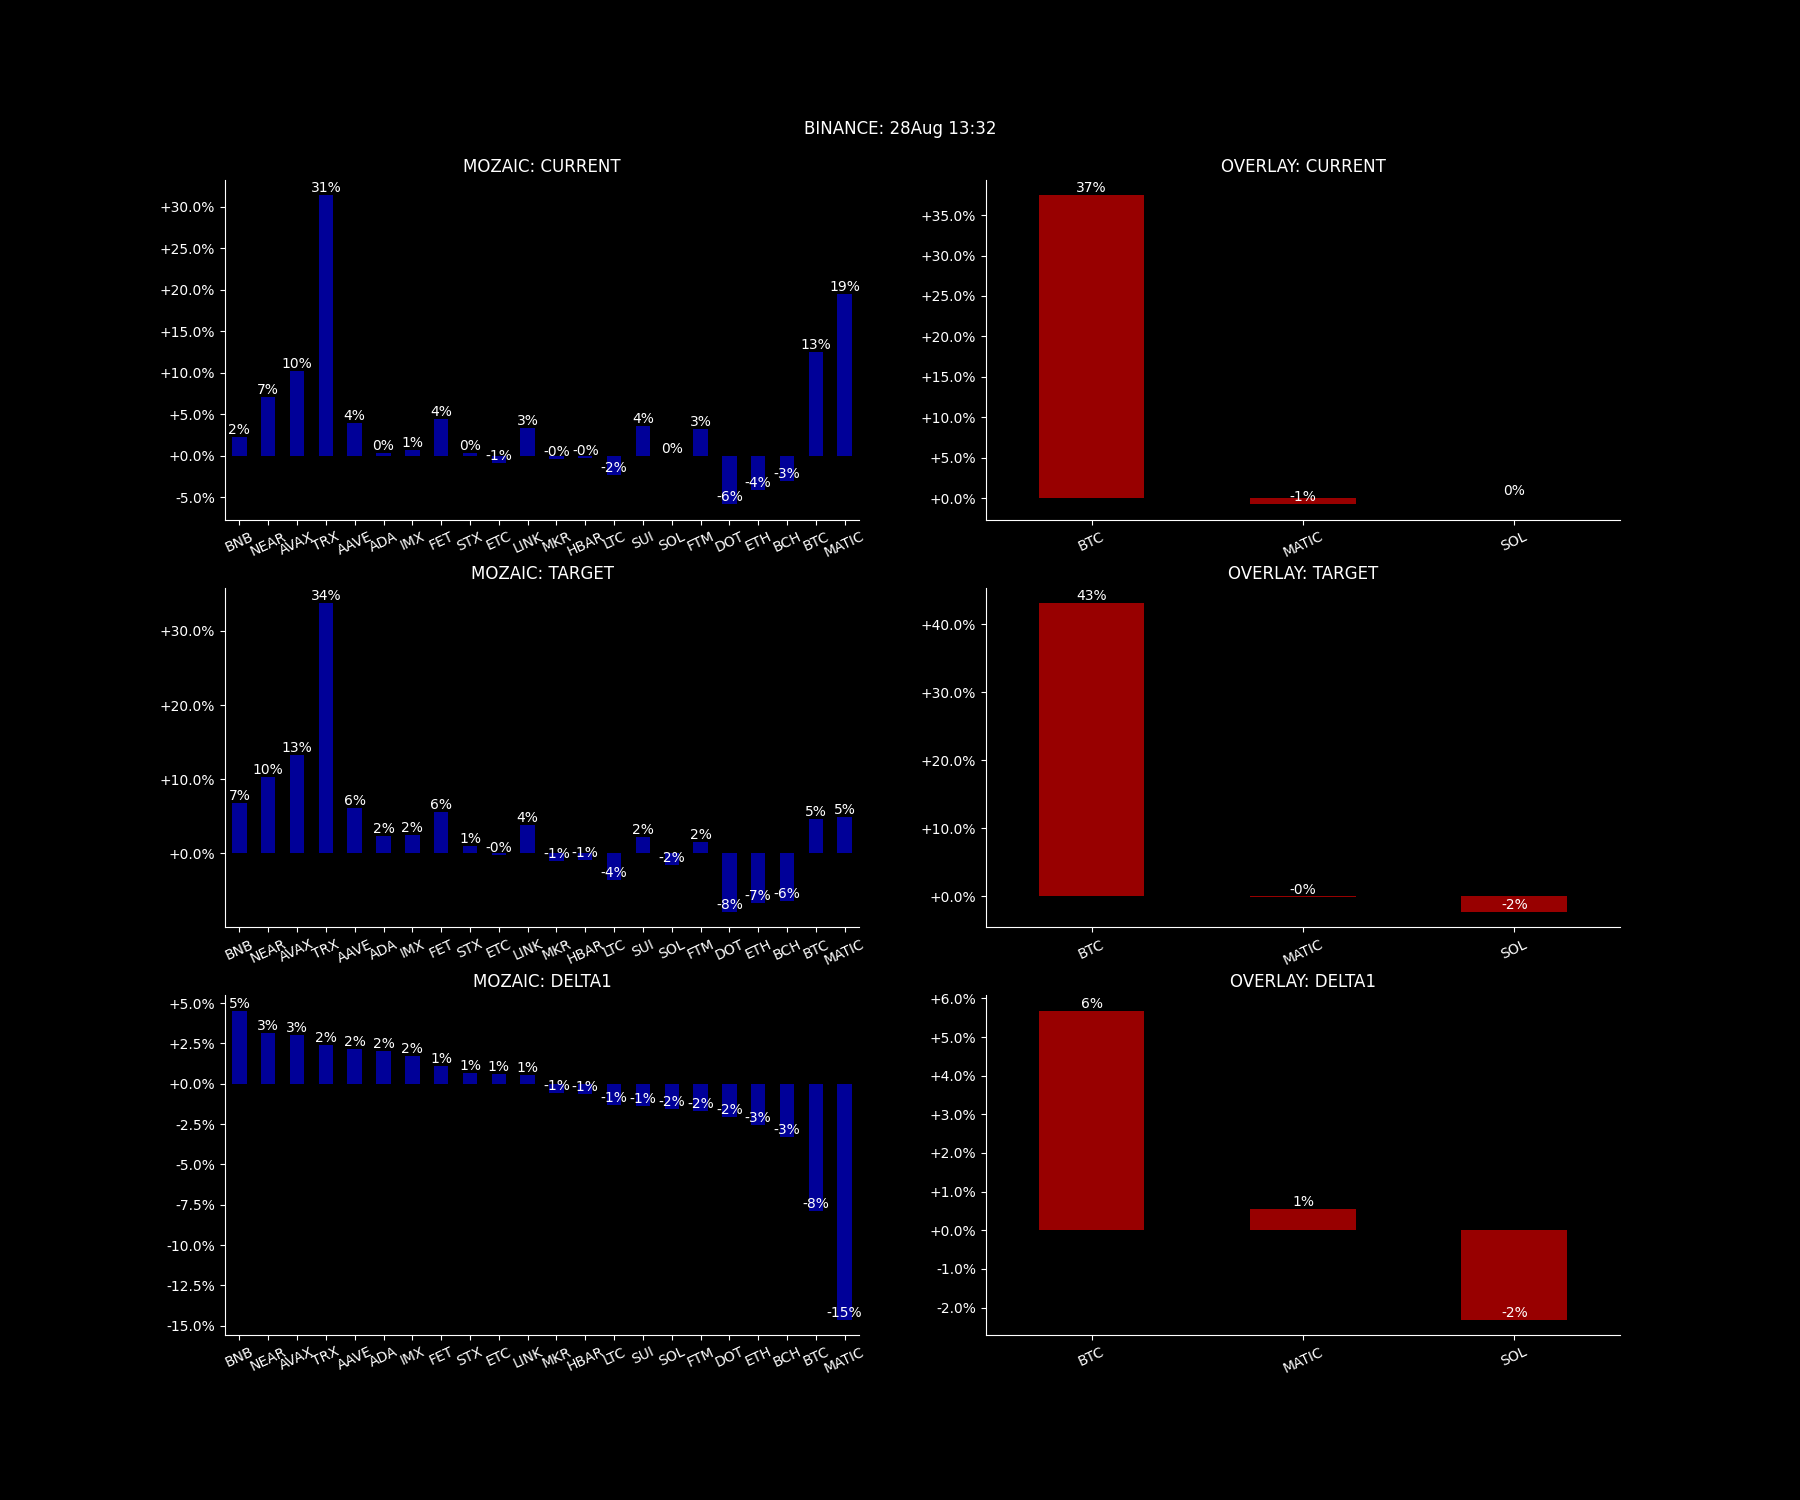 BINANCE: 28Aug 13:32
MOZAIC: CURRENT
+30.0%
+25.0%
+20.0%
+15.0%
+10.0%
+5.0%
+0.0%
-5.0%
2% 7% 10% 31% 4% 0% 1% 4% 0% -1% 3% -0% -0% -2% 4% 0% 3% -6% -4% -3% 13% 19%
BNB NEAR AVAX TRX AAVE ADA IMX FET STX ETC LINK MKR HBAR LTC SUI SOL FTM DOT ETH BCH BTC MATIC
OVERLAY: CURRENT
+35.0%
+30.0%
+25.0%
+20.0%
+15.0%
+10.0%
+5.0%
+0.0%
37% -1% 0%
BTC MATIC SOL
MOZAIC: TARGET
+30.0%
+20.0%
+10.0%
+0.0%
7% 10% 13% 34% 6% 2% 2% 6% 1% -0% 4% -1% -1% -4% 2% -2% 2% -8% -7% -6% 5% 5%
BNB NEAR AVAX TRX AAVE ADA IMX FET STX ETC LINK MKR HBAR LTC SUI SOL FTM DOT ETH BCH BTC MATIC
OVERLAY: TARGET
+40.0%
+30.0%
+20.0%
+10.0%
+0.0%
43% -0% -2%
BTC MATIC SOL
MOZAIC: DELTA1
+5.0%
+2.5%
+0.0%
-2.5%
-5.0%
-7.5%
-10.0%
-12.5%
-15.0%
5% 3% 3% 2% 2% 2% 2% 1% 1% 1% 1% -1% -1% -1% -1% -2% -2% -2% -3% -3% -8% -15%
BNB NEAR AVAX TRX AAVE ADA IMX FET STX ETC LINK MKR HBAR LTC SUI SOL FTM DOT ETH BCH BTC MATIC
OVERLAY: DELTA1
+6.0%
+5.0%
+4.0%
+3.0%
+2.0%
+1.0%
+0.0%
-1.0%
-2.0%
6% 1% -2%
BTC MATIC SOL